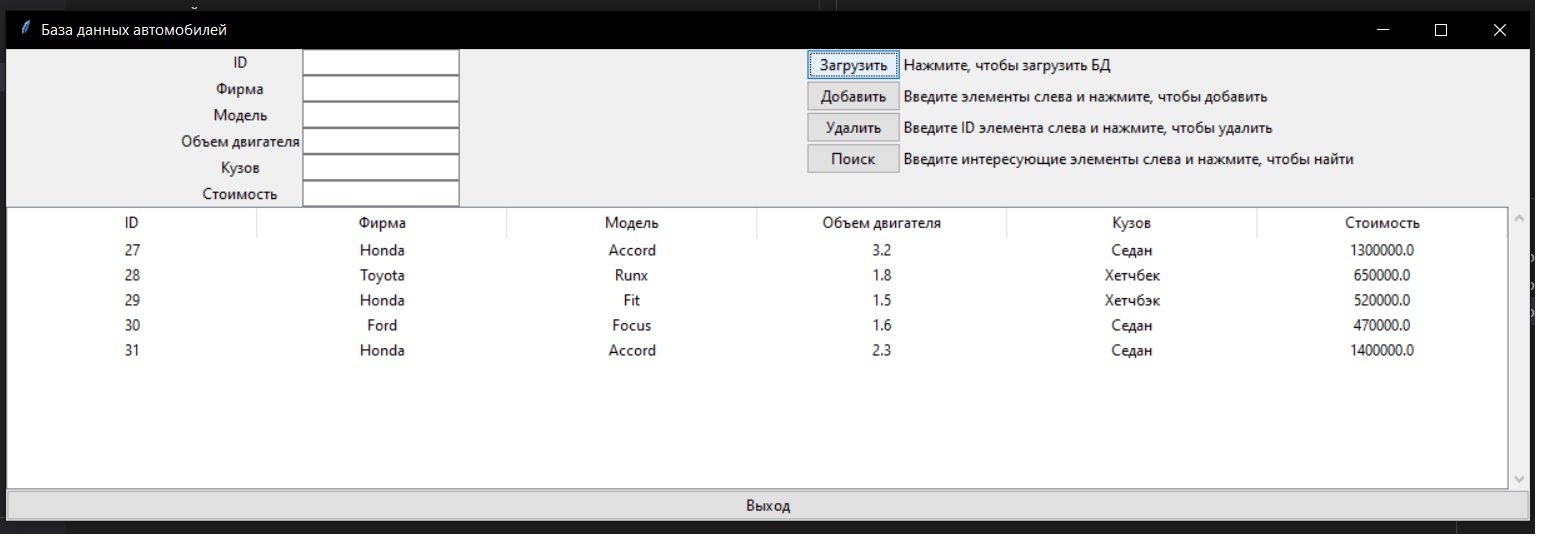 База данных автомобилей
ID
Загрузить Нажмите, чтобы загрузить БД
Фирма
Добавить Введите элементы слева и нажмите, чтобы добавить
Модель
Удалить Введите ID элемента слева и нажмите, чтобы удалить
Объем двигателя
Поиск Введите интересующие элементы слева и нажмите, чтобы найти
Кузов
Стоимость
ID Фирма Модель Объем двигателя Кузов Стоимость
27 Honda Accord 3.2 Седан 1300000.0
28 Toyota Runx 1.8 Хетчбек 650000.0
29 Honda Fit 1.5 Хетчбэк 520000.0
30 Ford Focus 1.6 Седан 470000.0
31 Honda Accord 2.3 Седан 1400000.0
Выход